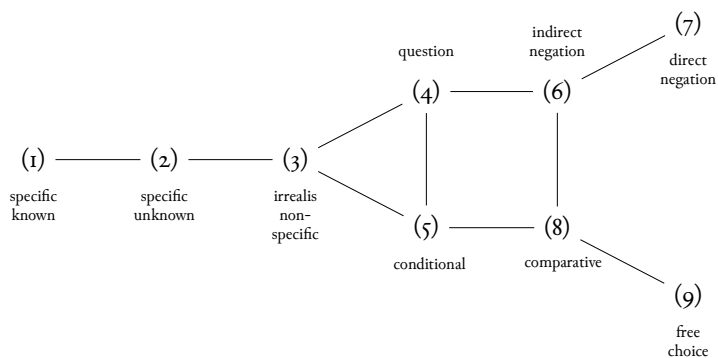 (7)
direct
negation
indirect
negation
question
(4)
(6)
(1)
(2)
(3)
specific
known
specific
unknown
irrealis
non-
specific
(5)
(8)
conditional
comparative
(9)
free
choice